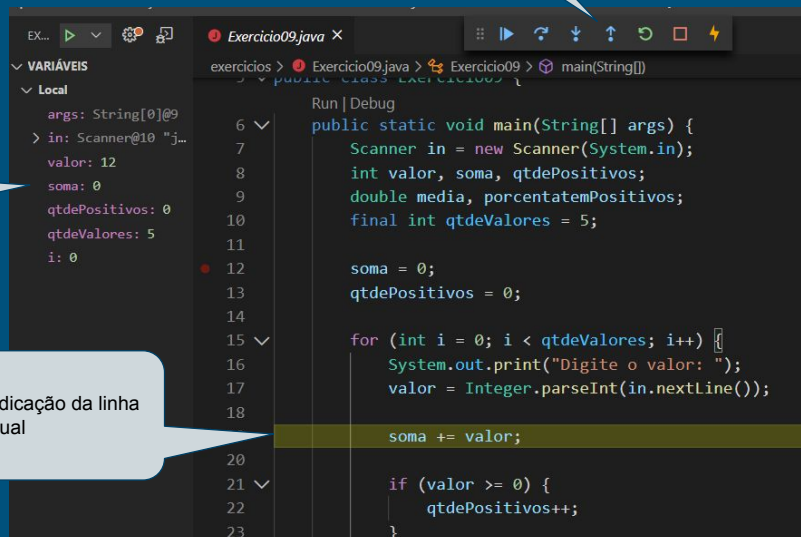 EX...
Exercicio09.java
VARIÁVEIS
Local
args: String[0]@9
in: Scanner@10 "j…
valor: 12
soma: 0
qtdePositivos: 0
qtdeValores: 5
i: 0
exercicios > Exercicio09.java > Exercicio09 > main(String[])
5 public class Exercicio09 {
Run | Debug
6 public static void main(String[] args) {
7 Scanner in = new Scanner(System.in);
8 int valor, soma, qtdePositivos;
9 double media, porcentatemPositivos;
10 final int qtdeValores = 5;
11
12 soma = 0;
13 qtdePositivos = 0;
14
15 for (int i = 0; i < qtdeValores; i++) {
16 System.out.print("Digite o valor: ");
17 valor = Integer.parseInt(in.nextLine());
18
soma += valor;
20
21 if (valor >= 0) {
22 qtdePositivos++;
23 }
dicação da linha
ual